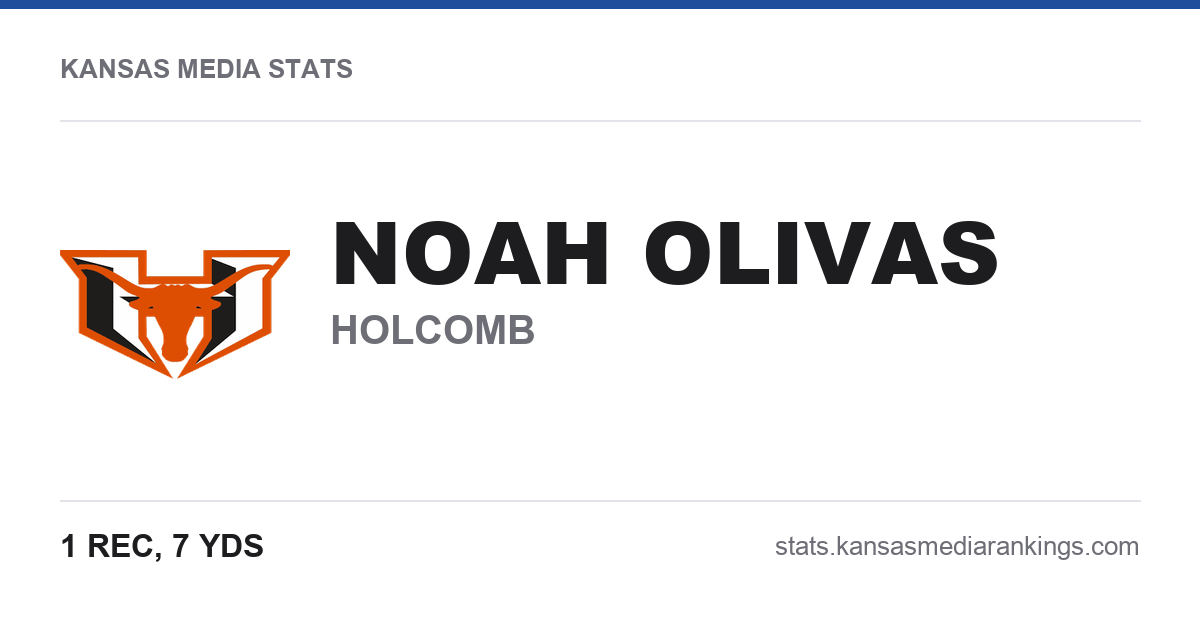 KANSAS MEDIA STATS
NOAH OLIVAS
HOLCOMB
1 REC, 7 YDS
stats.kansasmediarankings.com